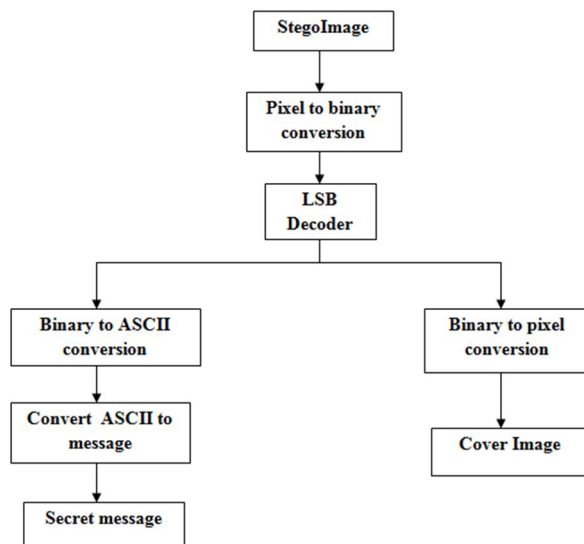 StegoImage
Pixel to binary
conversion
LSB
Decoder
Binary to ASCII
conversion
Binary to pixel
conversion
Convert ASCII to
message
Cover Image
Secret message